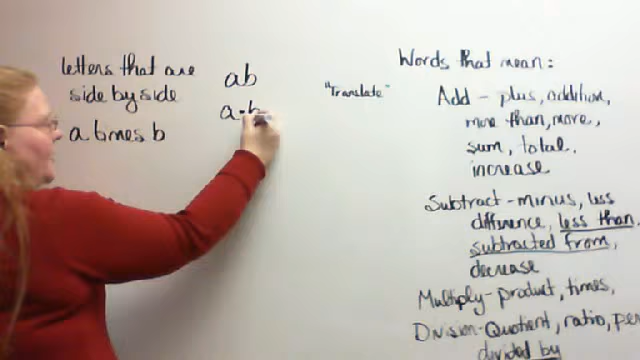 letters that are
side by side
a times b
ab
a·b
"Translate"
Words that mean:
Add - plus, addition,
more than, more,
sum, total,
increase
Subtract - minus, less
difference, less than,
subtracted from,
decrease
Multiply - product, times,
Division - Quotient, ratio, per
divided by